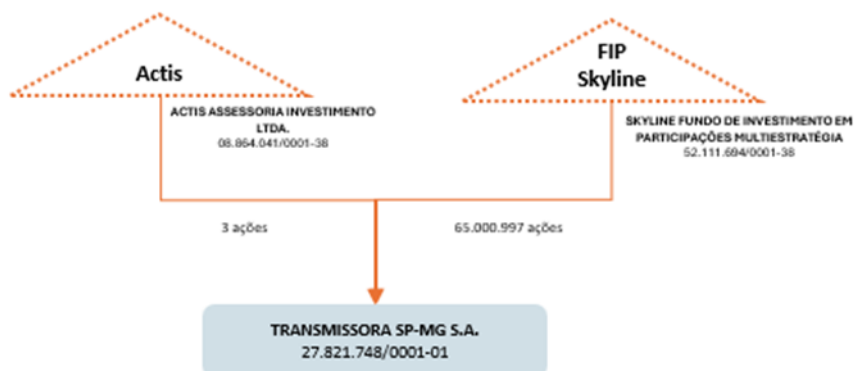 Actis
ACTIS ASSESSORIA INVESTIMENTO
LTDA.
08.864.041/0001-38
FIP
Skyline
SKYLINE FUNDO DE INVESTIMENTO EM
PARTICIPAÇÕES MULTIESTRATÉGIA
52.111.694/0001-38
3 ações
65.000.997 ações
TRANSMISSORA SP-MG S.A.
27.821.748/0001-01